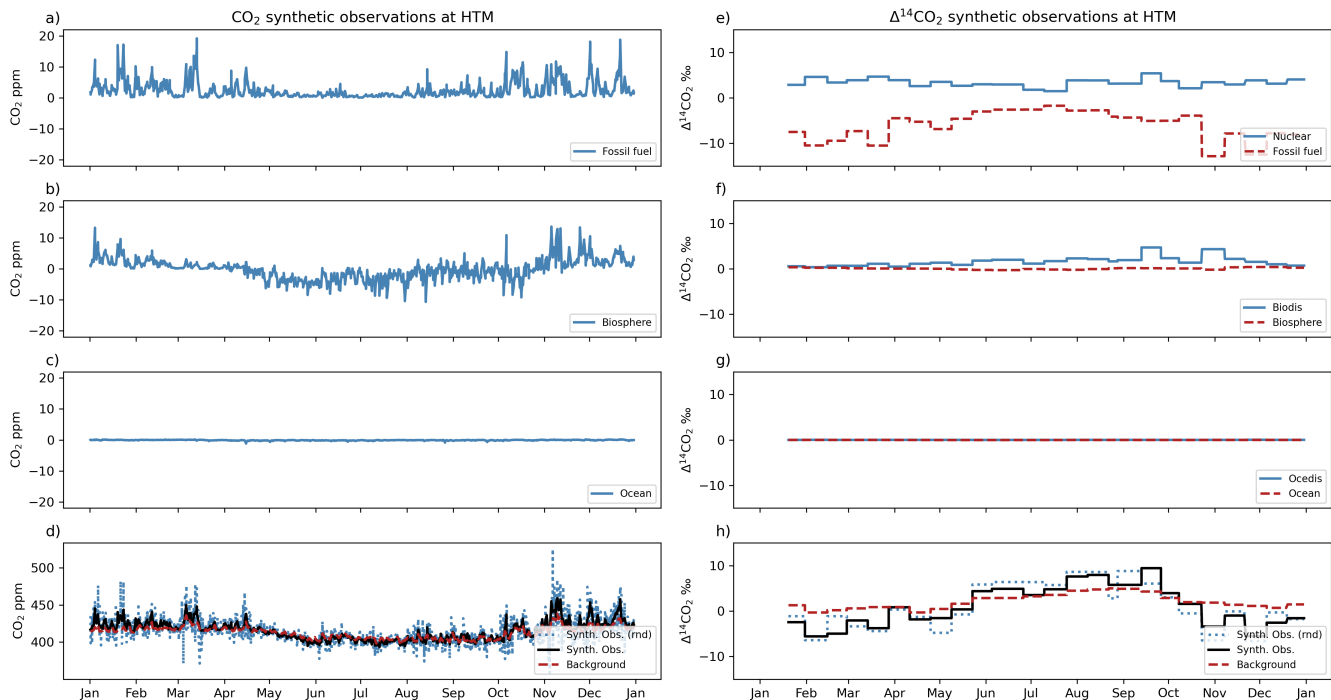 CO₂ synthetic observations at HTM
a)
CO₂ ppm
20
10
0
−10
−20
Fossil fuel
b)
CO₂ ppm
20
10
0
−10
−20
Biosphere
c)
CO₂ ppm
20
10
0
−10
−20
Ocean
d)
CO₂ ppm
500
450
400
Synth. Obs. (rnd)
Synth. Obs.
Background
Jan Feb Mar Apr May Jun Jul Aug Sep Oct Nov Dec Jan
Δ¹⁴CO₂ synthetic observations at HTM
e)
Δ¹⁴CO₂ ‰
10
0
−10
Nuclear
Fossil fuel
f)
Δ¹⁴CO₂ ‰
10
0
−10
Biodis
Biosphere
g)
Δ¹⁴CO₂ ‰
10
0
−10
Ocedis
Ocean
h)
Δ¹⁴CO₂ ‰
10
0
−10
Synth. Obs. (rnd)
Synth. Obs.
Background
Jan Feb Mar Apr May Jun Jul Aug Sep Oct Nov Dec Jan